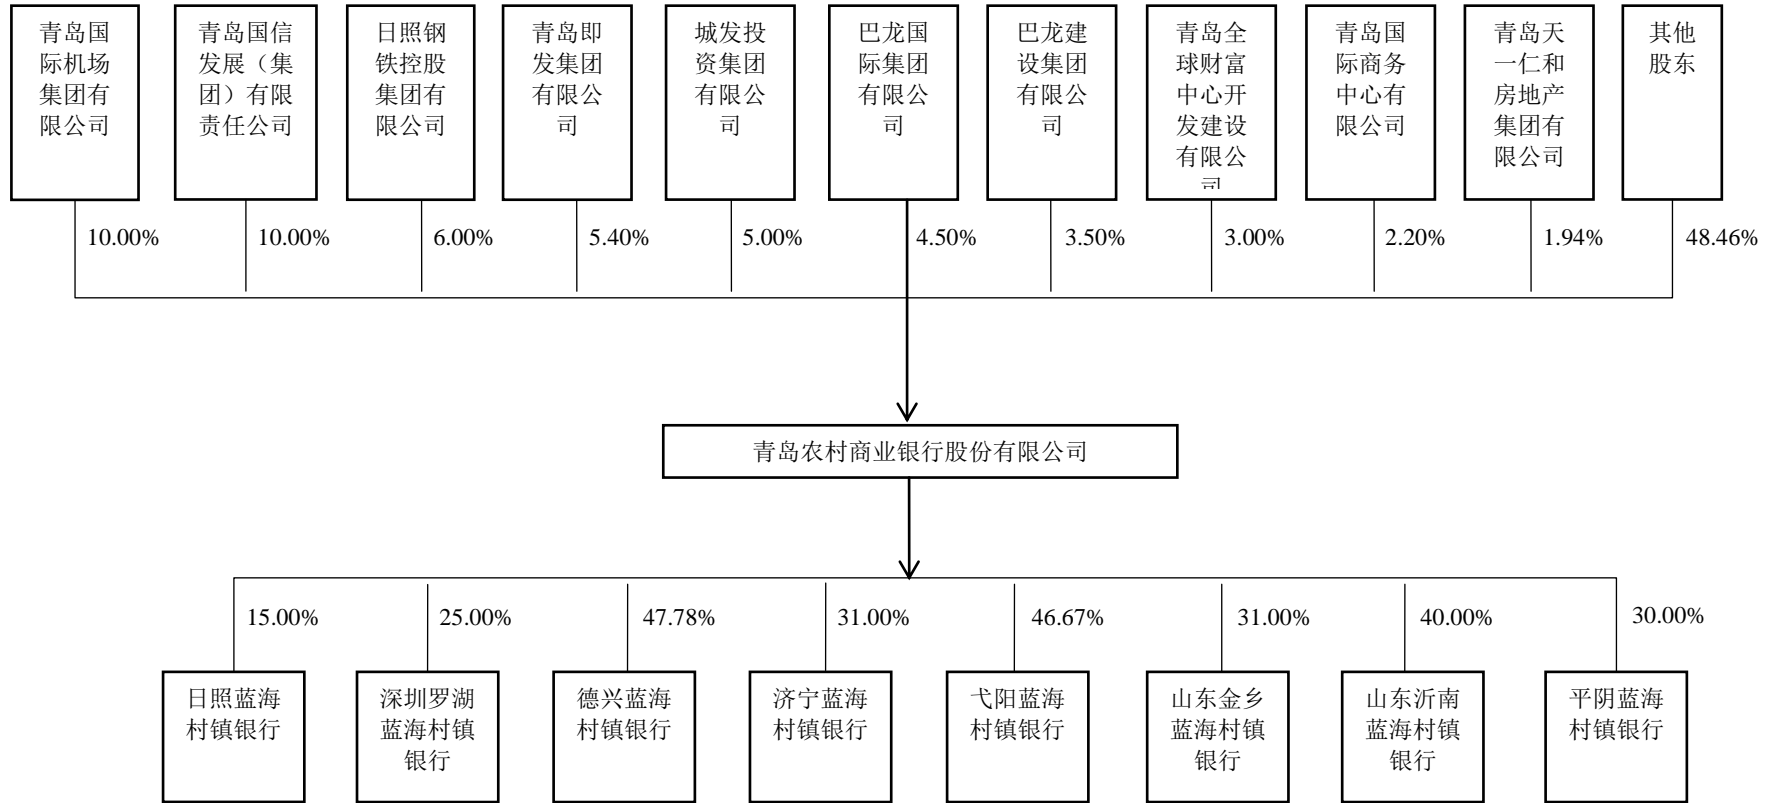 青岛国
际机场
集团有
限公司
青岛国信
发展（集
团）有限
责任公司
日照钢
铁控股
集团有
限公司
青岛即
发集团
有限公
司
城发投
资集团
有限公
司
巴龙国
际集团
有限公
司
巴龙建
设集团
有限公
司
青岛全
球财富
中心开
发建设
有限公
司
青岛国
际商务
中心有
限公司
青岛天
一仁和
房地产
集团有
限公司
其他
股东
10.00%
10.00%
6.00%
5.40%
5.00%
4.50%
3.50%
3.00%
2.20%
1.94%
48.46%
青岛农村商业银行股份有限公司
15.00%
25.00%
47.78%
31.00%
46.67%
31.00%
40.00%
30.00%
日照蓝海
村镇银行
深圳罗湖
蓝海村镇
银行
德兴蓝海
村镇银行
济宁蓝海
村镇银行
弋阳蓝海
村镇银行
山东金乡
蓝海村镇
银行
山东沂南
蓝海村镇
银行
平阴蓝海
村镇银行